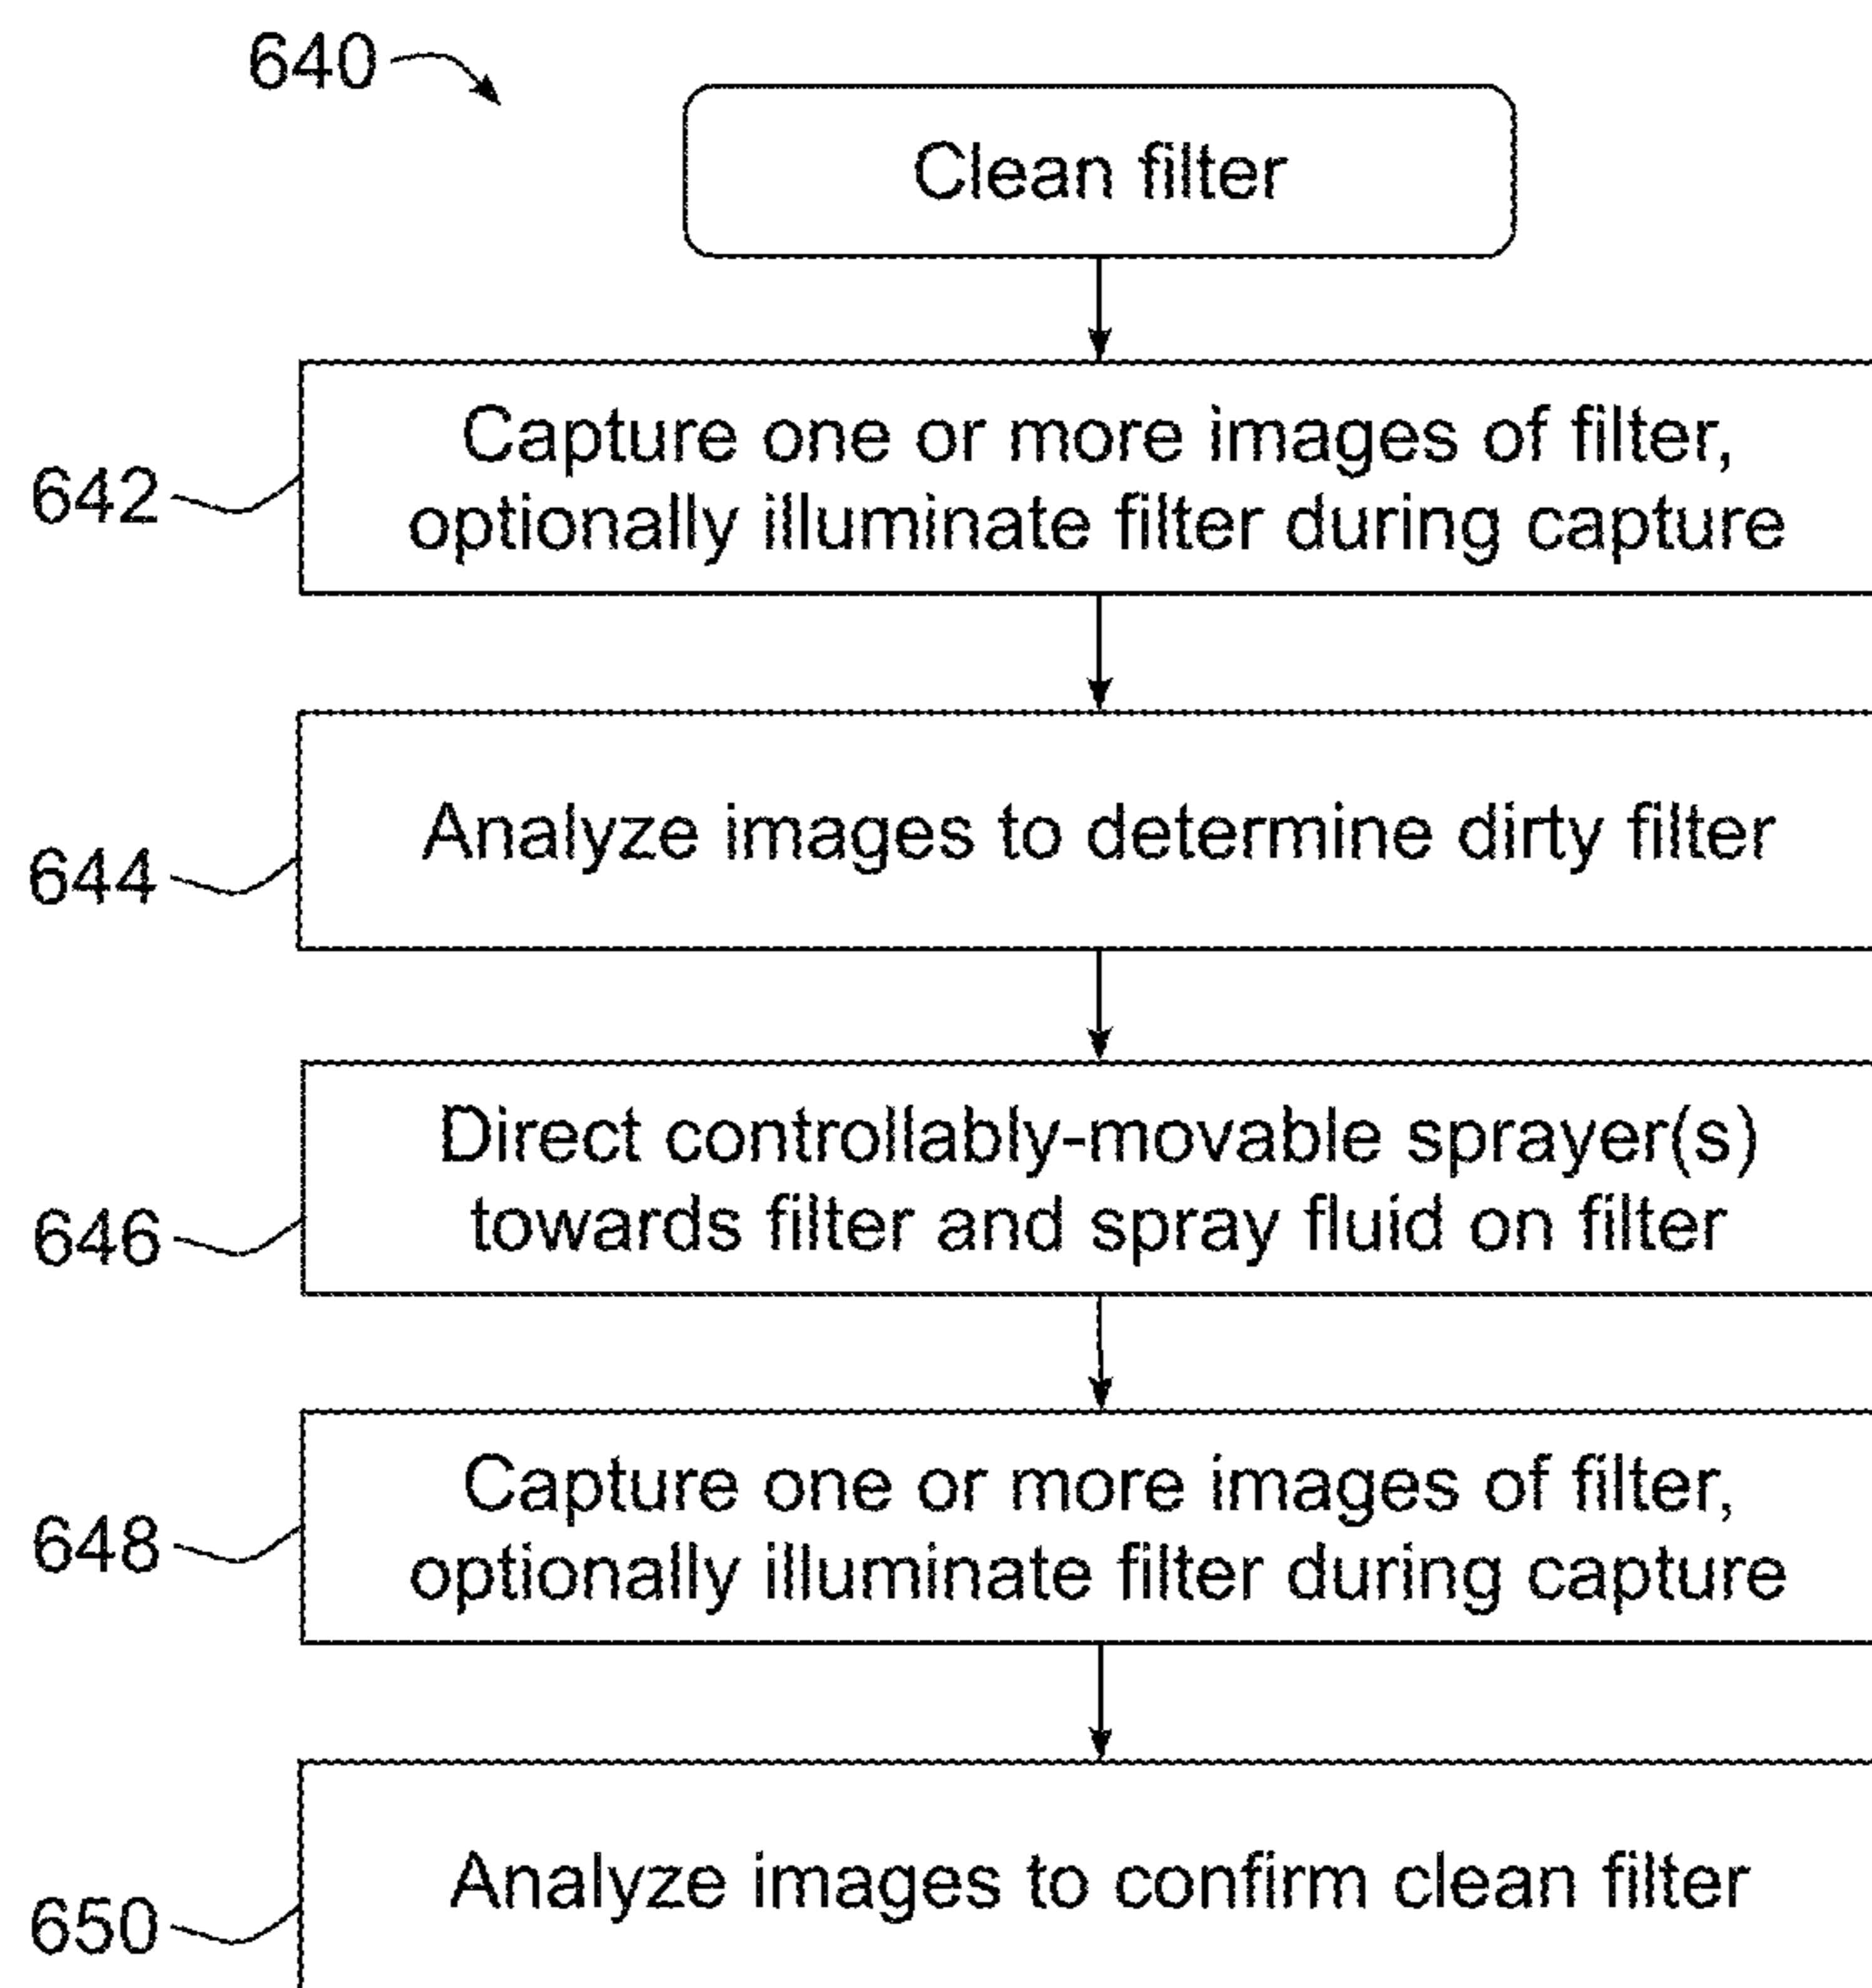 640
Clean filter
Capture one or more images of filter,
optionally illuminate filter during capture
642
Analyze images to determine dirty filter
644
Direct controllably-movable sprayer(s)
towards filter and spray fluid on filter
646
Capture one or more images of filter,
optionally illuminate filter during capture
648
Analyze images to confirm clean filter
650